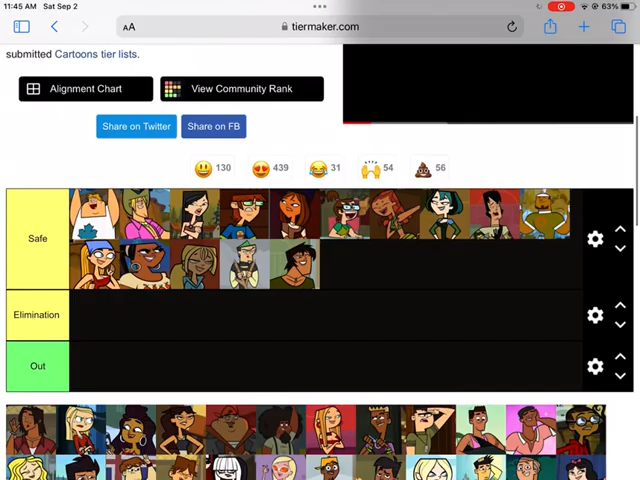 11:45 AM Sat Sep 2
63%
AA
tiermaker.com
submitted Cartoons tier lists.
Alignment Chart
View Community Rank
Share on Twitter
Share on FB
130
439
31
54
56
Safe
Elimination
Out